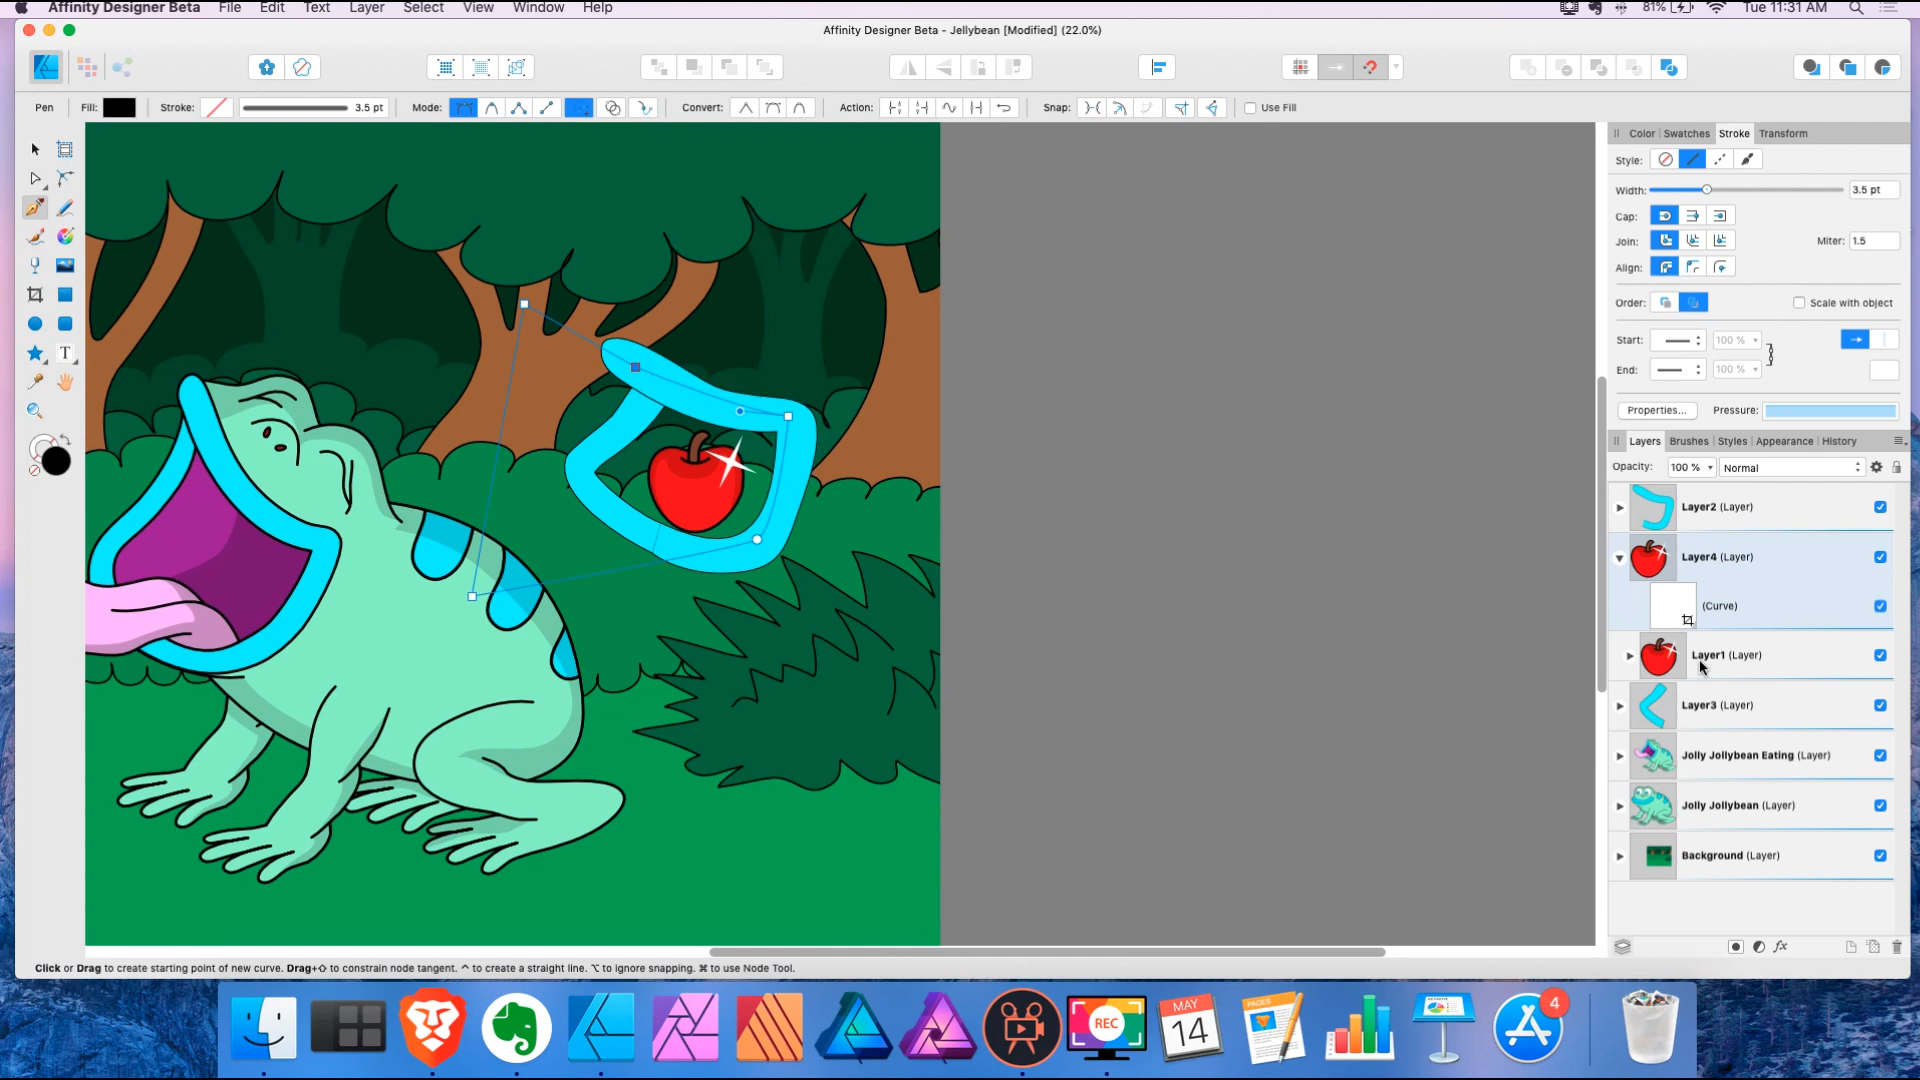 Affinity Designer Beta File Edit Text Layer Select View Window Help 81% Tue 11:31 AM
Affinity Designer Beta - Jellybean [Modified] (22.0%)
Pen Fill: Stroke: 3.5 pt Mode: Convert: Action: Snap: Use Fill
Color Swatches Stroke Transform
Style:
Width: 3.5 pt
Cap:
Join: Miter: 1.5
Align:
Order: Scale with object
Start: 100 %
End: 100 %
Properties... Pressure:
Layers Brushes Styles Appearance History
Opacity: 100 % Normal
Layer2 (Layer)
Layer4 (Layer)
(Curve)
Layer1 (Layer)
Layer3 (Layer)
Jolly Jollybean Eating (Layer)
Jolly Jollybean (Layer)
Background (Layer)
fx
T
Click or Drag to create starting point of new curve. Drag+⇧ to constrain node tangent. ^ to create a straight line. ⌥ to ignore snapping. ⌘ to use Node Tool.
REC
MAY
14
PAGES
4